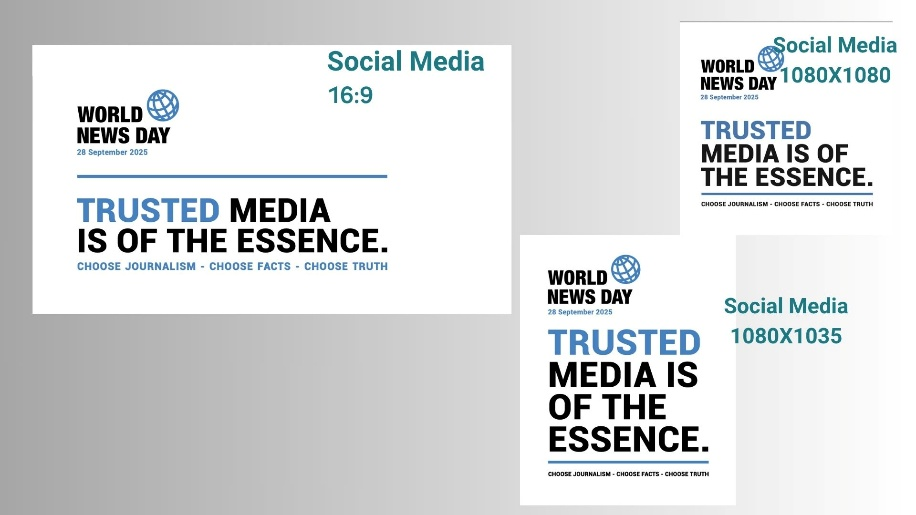 Social Media
16:9
WORLD
NEWS DAY
28 September 2025
TRUSTED MEDIA
IS OF THE ESSENCE.
CHOOSE JOURNALISM - CHOOSE FACTS - CHOOSE TRUTH
Social Media
1080X1080
WORLD
NEWS DAY
28 September 2025
TRUSTED
MEDIA IS OF
THE ESSENCE.
CHOOSE JOURNALISM - CHOOSE FACTS - CHOOSE TRUTH
WORLD
NEWS DAY
28 September 2025
TRUSTED
MEDIA IS
OF THE
ESSENCE.
CHOOSE JOURNALISM - CHOOSE FACTS - CHOOSE TRUTH
Social Media
1080X1035